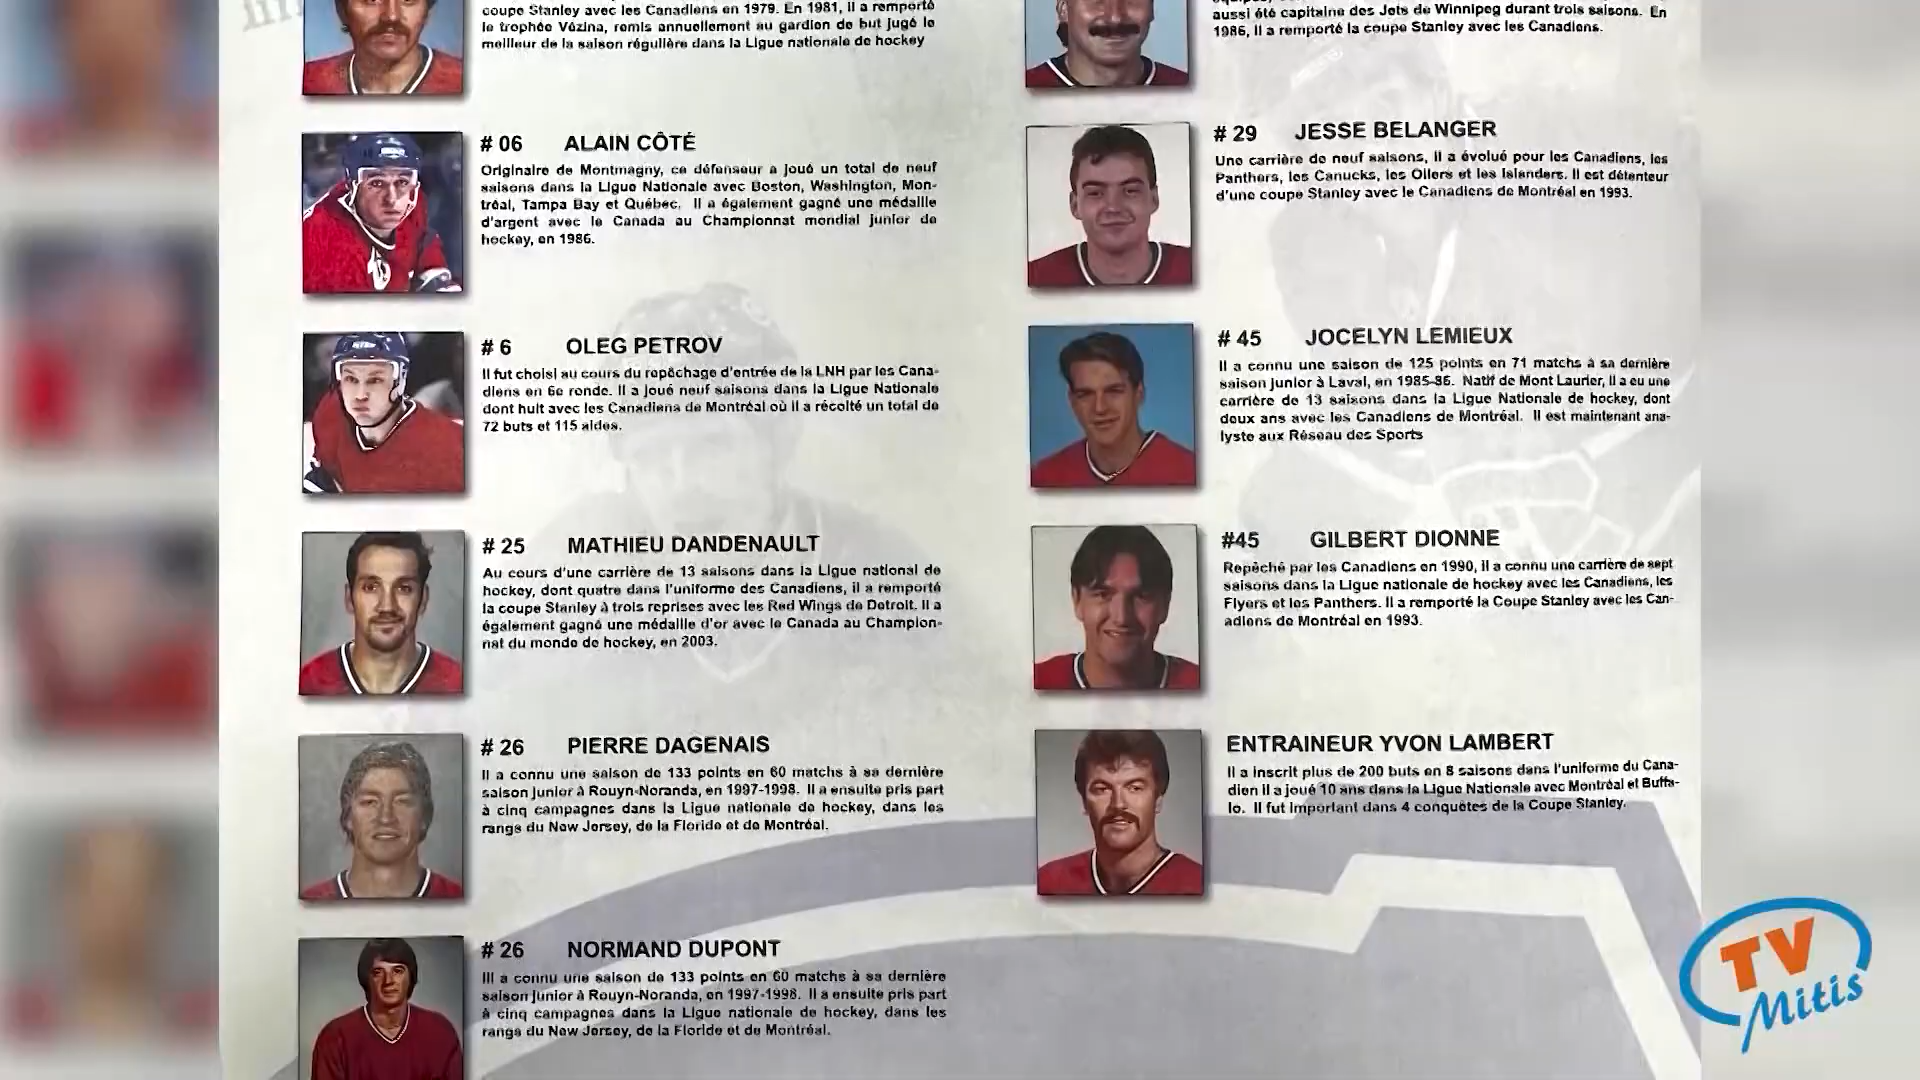 coupe Stanley avec les Canadiens en 1979. En 1981, il a remporté
le trophée Vézina, remis annuellement au gardien de but jugé le
meilleur de la saison régulière dans la Ligue nationale de hockey
# 06 ALAIN CÔTÉ
Originaire de Montmagny, ce défenseur a joué un total de neuf
saisons dans la Ligue Nationale avec Boston, Washington, Mon-
tréal, Tampa Bay et Québec. Il a également gagné une médaille
d'argent avec le Canada au Championnat mondial junior de
hockey, en 1986.
# 6 OLEG PETROV
Il fut choisi au cours du repêchage d'entrée de la LNH par les Cana-
diens en 6e ronde. Il a joué neuf saisons dans la Ligue Nationale
dont huit avec les Canadiens de Montréal où il a récolté un total de
72 buts et 115 aides.
# 25 MATHIEU DANDENAULT
Au cours d'une carrière de 13 saisons dans la Ligue national de
hockey, dont quatre dans l'uniforme des Canadiens, il a remporté
la coupe Stanley à trois reprises avec les Red Wings de Detroit. Il a
également gagné une médaille d'or avec le Canada au Champion-
nat du monde de hockey, en 2003.
# 26 PIERRE DAGENAIS
Il a connu une saison de 133 points en 60 matchs à sa dernière
saison junior à Rouyn-Noranda, en 1997-1998. Il a ensuite pris part
à cinq campagnes dans la Ligue nationale de hockey, dans les
rangs du New Jersey, de la Floride et de Montréal.
# 26 NORMAND DUPONT
Ill a connu une saison de 133 points en 60 matchs à sa dernière
saison junior à Rouyn-Noranda, en 1997-1998. Il a ensuite pris part
à cinq campagnes dans la Ligue nationale de hockey, dans les
rangs du New Jersey, de la Floride et de Montréal.
aussi été capitaine des Jets de Winnipeg durant trois saisons. En
1986, il a remporté la coupe Stanley avec les Canadiens.
# 29 JESSE BELANGER
Une carrière de neuf saisons, il a évolué pour les Canadiens, les
Panthers, les Canucks, les Oilers et les Islanders. Il est détenteur
d'une coupe Stanley avec le Canadiens de Montréal en 1993.
# 45 JOCELYN LEMIEUX
Il a connu une saison de 125 points en 71 matchs à sa dernière
saison junior à Laval, en 1985-86. Natif de Mont Laurier, il a eu une
carrière de 13 saisons dans la Ligue Nationale de hockey, dont
deux ans avec les Canadiens de Montréal. Il est maintenant ana-
lyste aux Réseau des Sports
#45 GILBERT DIONNE
Repêché par les Canadiens en 1990, il a connu une carrière de sept
saisons dans la Ligue nationale de hockey avec les Canadiens, les
Flyers et les Panthers. Il a remporté la Coupe Stanley avec les Can-
adiens de Montréal en 1993.
ENTRAINEUR YVON LAMBERT
Il a inscrit plus de 200 buts en 8 saisons dans l'uniforme du Cana-
dien il a joué 10 ans dans la Ligue Nationale avec Montréal et Buffa-
lo. Il fut important dans 4 conquêtes de la Coupe Stanley.
TV
Mitis